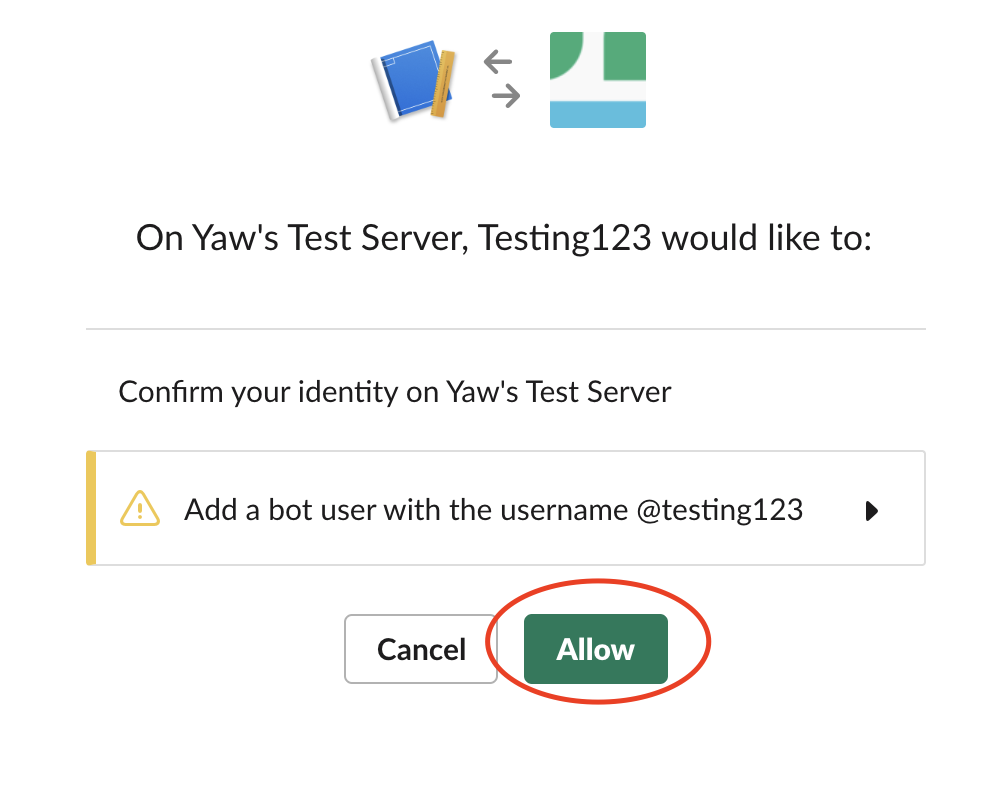 On Yaw's Test Server, Testing123 would like to:
Confirm your identity on Yaw's Test Server
Add a bot user with the username @testing123
Cancel
Allow